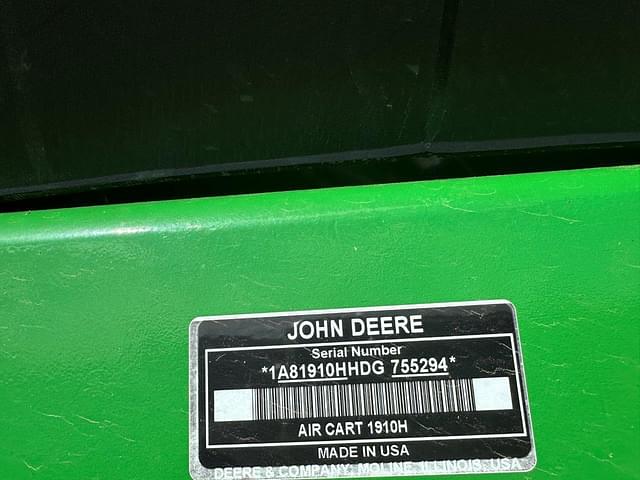 JOHN DEERE
Serial Number
*1A81910HHDG 755294*
AIR CART 1910H
MADE IN USA
DEERE & COMPANY, MOLINE, ILLINOIS, USA